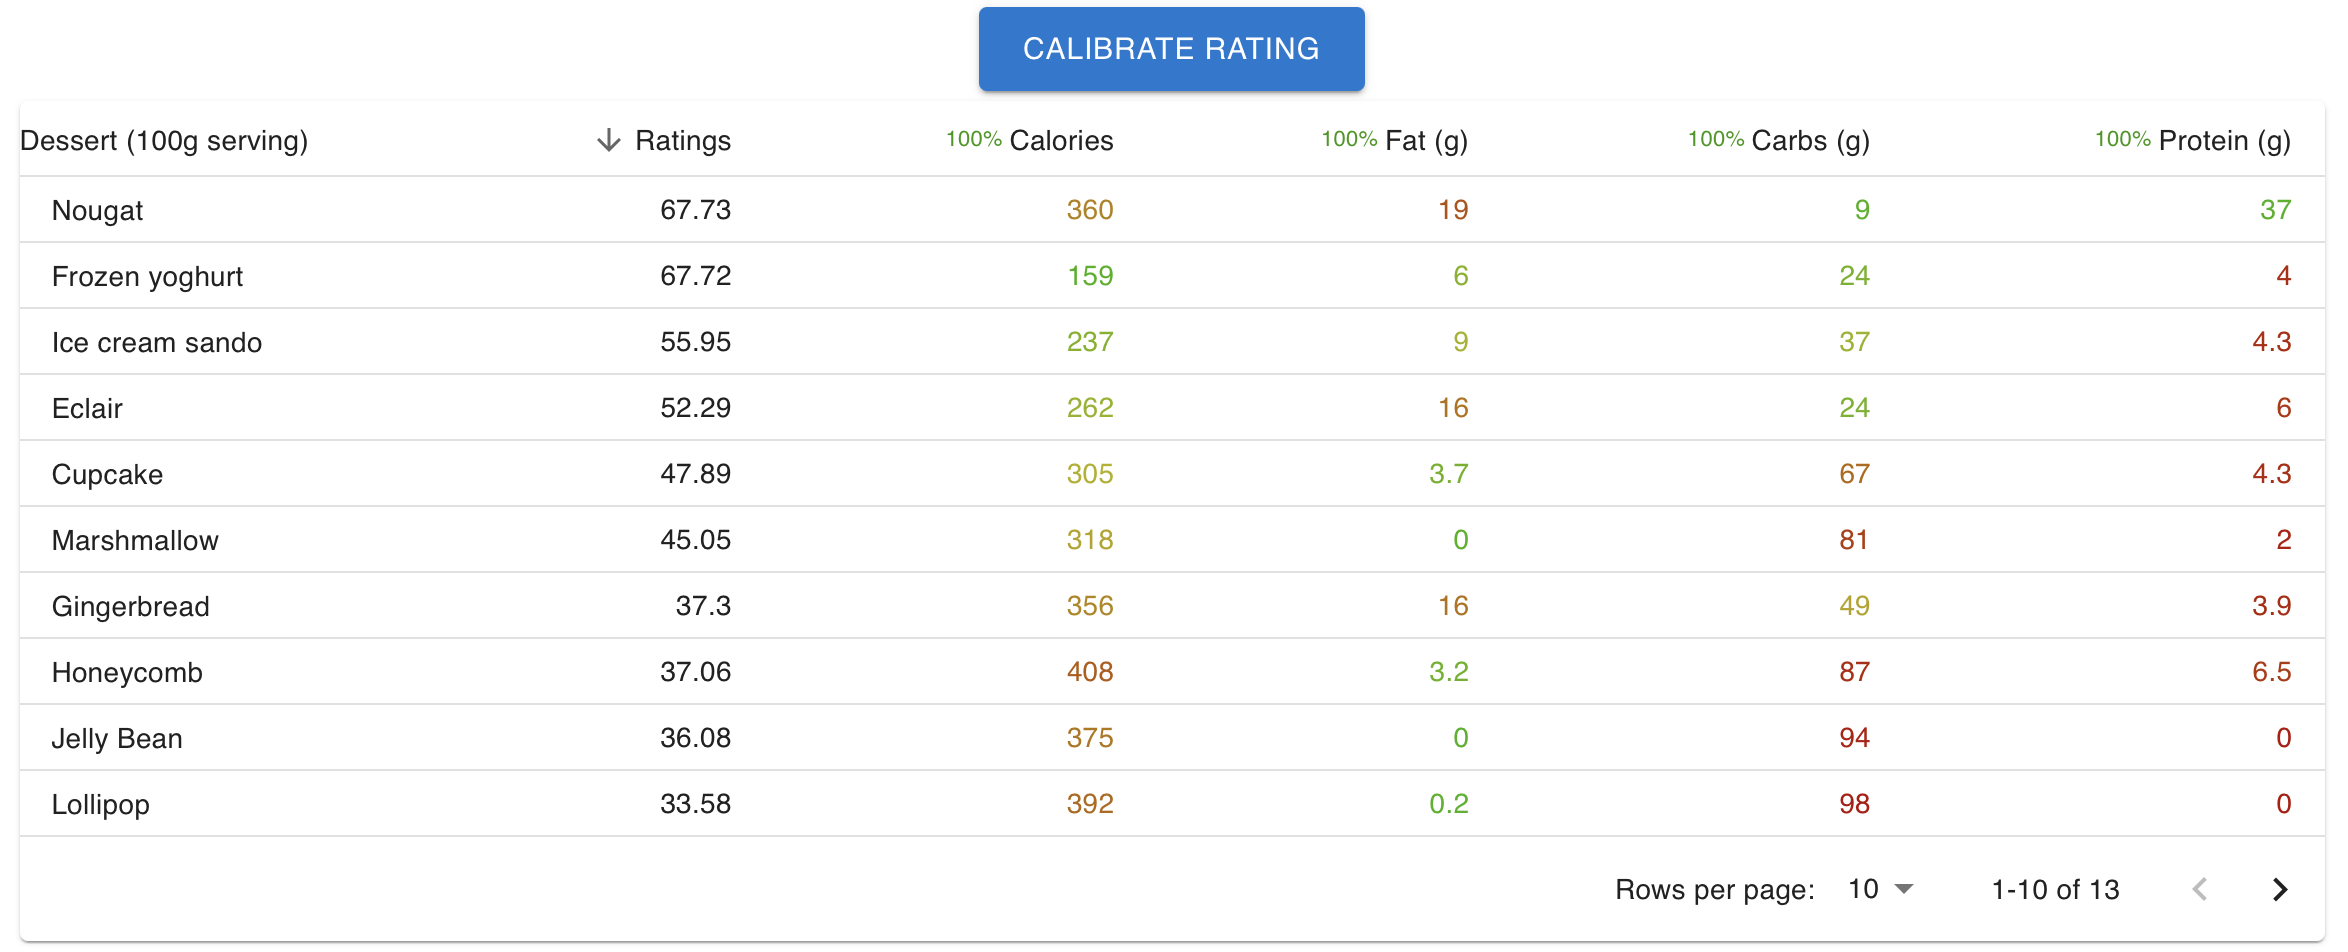 CALIBRATE RATING
Dessert (100g serving) Ratings 100% Calories 100% Fat (g) 100% Carbs (g) 100% Protein (g)
Nougat 67.73 360 19 9 37
Frozen yoghurt 67.72 159 6 24 4
Ice cream sando 55.95 237 9 37 4.3
Eclair 52.29 262 16 24 6
Cupcake 47.89 305 3.7 67 4.3
Marshmallow 45.05 318 0 81 2
Gingerbread 37.3 356 16 49 3.9
Honeycomb 37.06 408 3.2 87 6.5
Jelly Bean 36.08 375 0 94 0
Lollipop 33.58 392 0.2 98 0
Rows per page: 10 1-10 of 13